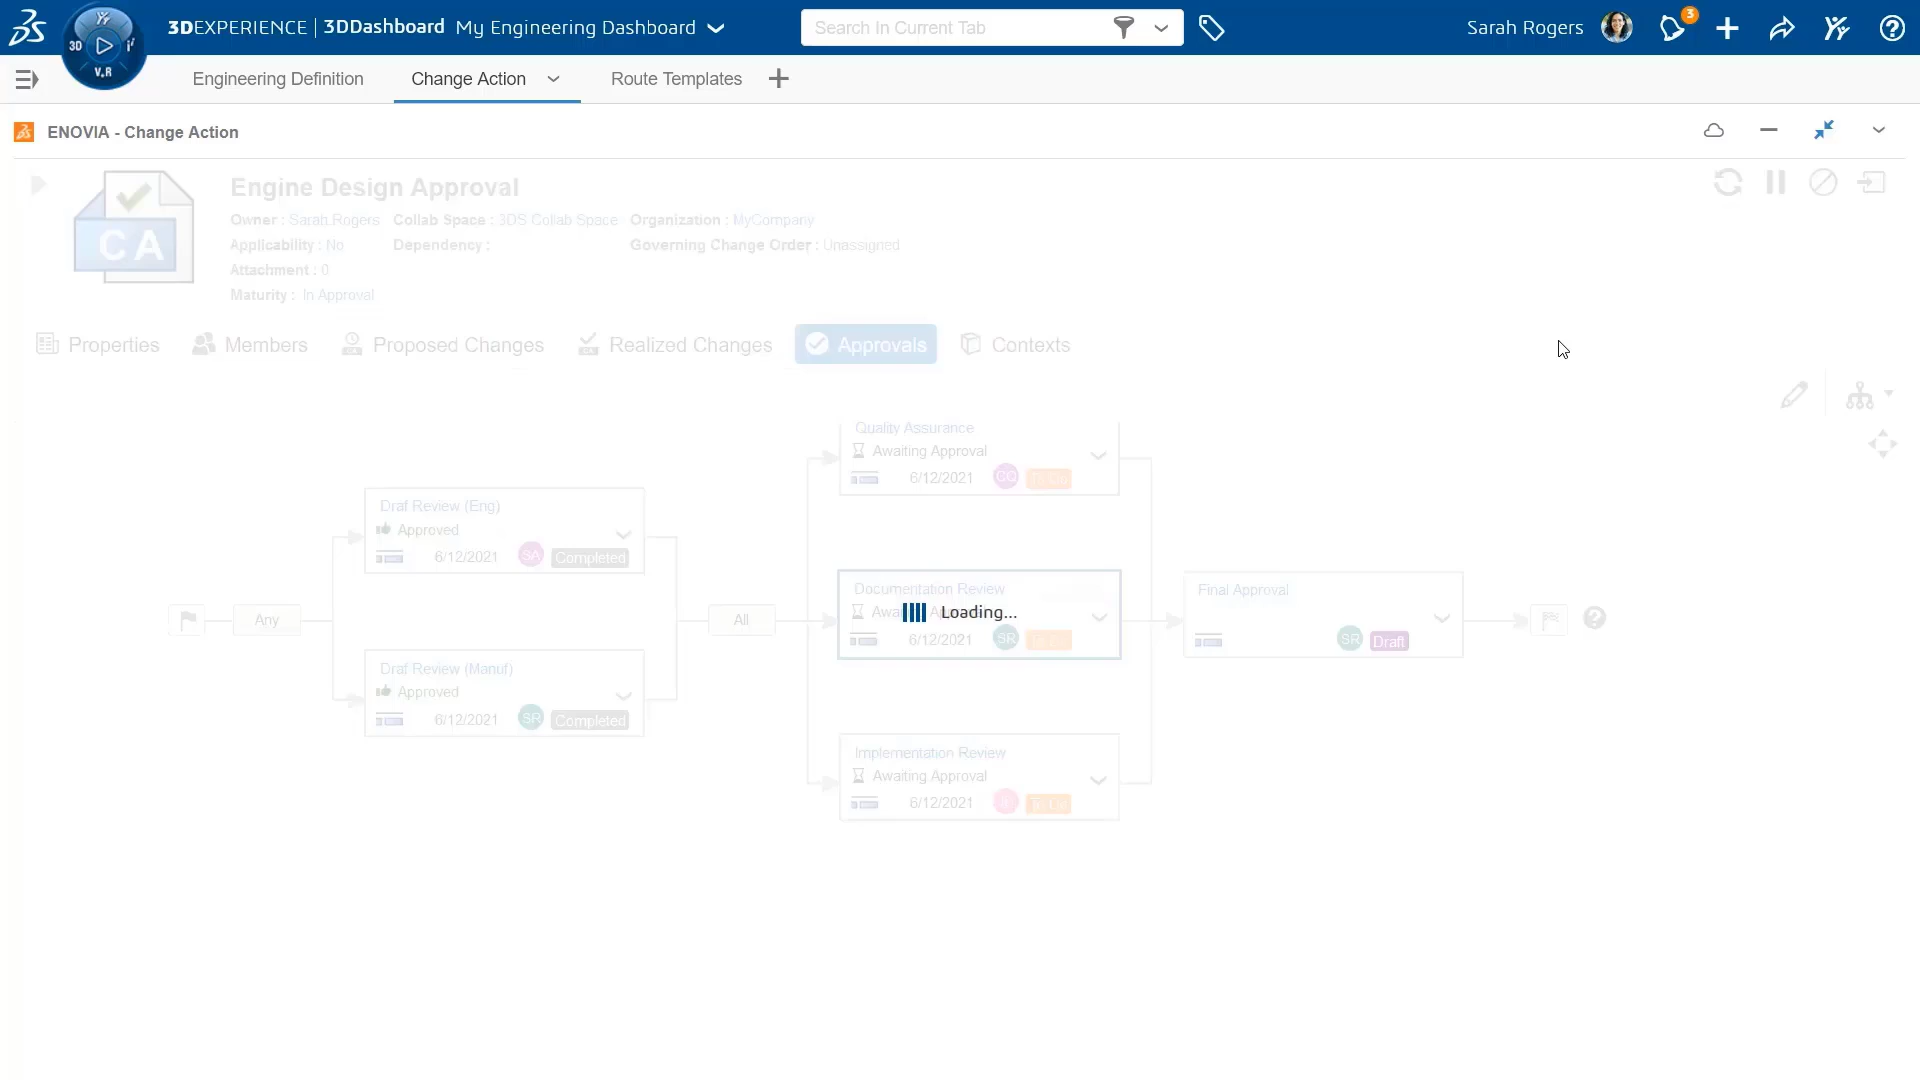 3DEXPERIENCE | 3DDashboard My Engineering Dashboard
Search In Current Tab
Sarah Rogers
3
3D
V.R
Engineering Definition
Change Action
Route Templates
ENOVIA - Change Action
CA
Engine Design Approval
Owner : Sarah Rogers Collab Space : 3DS Collab Space Organization : MyCompany
Applicability : No Dependency : Governing Change Order : Unassigned
Attachment : 0
Maturity : In Approval
Properties
Members
Proposed Changes
Realized Changes
Approvals
Contexts
Any
Draf Review (Eng)
Approved
6/12/2021 SA Completed
Draf Review (Manuf)
Approved
6/12/2021 SR Completed
All
Quality Assurance
Awaiting Approval
6/12/2021
Documentation Review
Loading...
6/12/2021 SR
Implementation Review
Awaiting Approval
6/12/2021
Final Approval
SR Draft